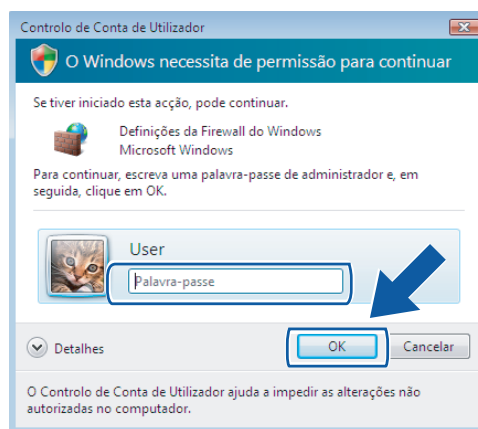 Controlo de Conta de Utilizador
O Windows necessita de permissão para continuar
Se tiver iniciado esta acção, pode continuar.
Definições da Firewall do Windows
Microsoft Windows
Para continuar, escreva uma palavra-passe de administrador e, em
seguida, clique em OK.
User
Palavra-passe
Detalhes
OK
Cancelar
O Controlo de Conta de Utilizador ajuda a impedir as alterações não
autorizadas no computador.